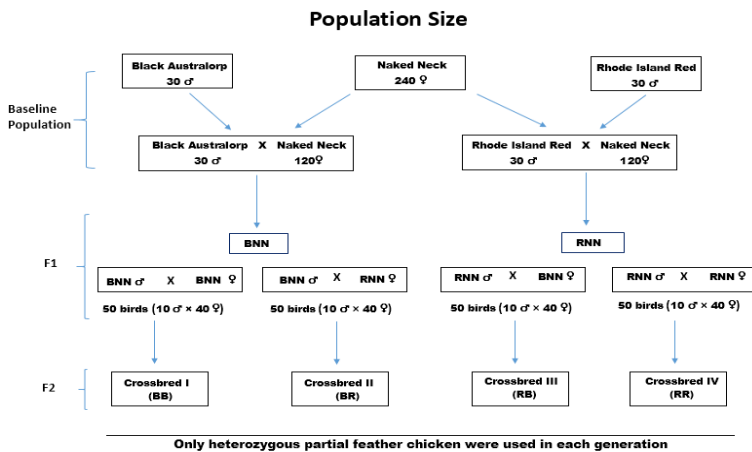 Population Size
Black Australorp
30 ♂
Naked Neck
240 ♀
Rhode Island Red
30 ♂
Baseline
Population
Black Australorp X Naked Neck
30 ♂ 120♀
Rhode Island Red X Naked Neck
30 ♂ 120♀
BNN
RNN
F1
BNN ♂ X BNN ♀
BNN ♂ X RNN ♀
RNN ♂ X BNN ♀
RNN ♂ X RNN ♀
50 birds (10 ♂ × 40 ♀)
50 birds (10 ♂ × 40 ♀)
50 birds (10 ♂ × 40 ♀)
50 birds (10 ♂ × 40 ♀)
F2
Crossbred I
(BB)
Crossbred II
(BR)
Crossbred III
(RB)
Crossbred IV
(RR)
Only heterozygous partial feather chicken were used in each generation